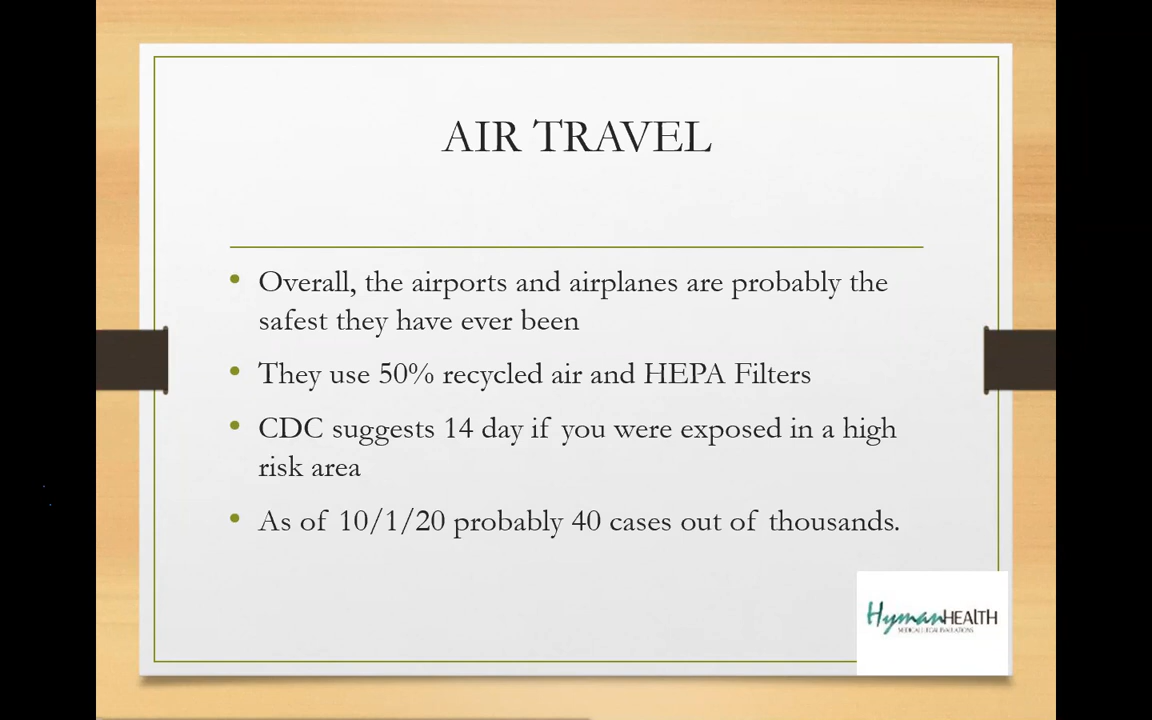 AIR TRAVEL
• Overall, the airports and airplanes are probably the
safest they have ever been
• They use 50% recycled air and HEPA Filters
• CDC suggests 14 day if you were exposed in a high
risk area
• As of 10/1/20 probably 40 cases out of thousands.
HymanHEALTH
MEDICAL LEGAL EVALUATIONS